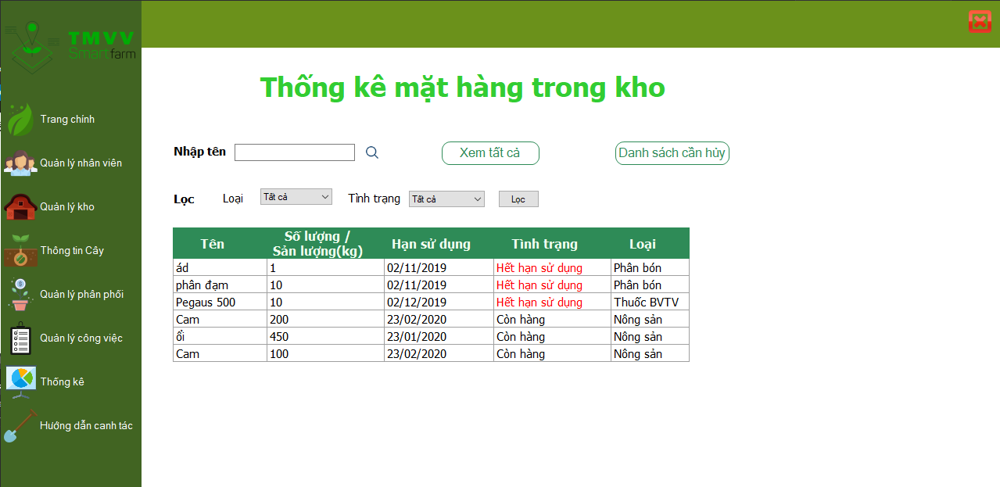 TMVV
Smartfarm
Trang chính
Quản lý nhân viên
Quản lý kho
Thông tin Cây
Quản lý phân phối
Quản lý công việc
Thống kê
Hướng dẫn canh tác
Thống kê mặt hàng trong kho
Nhập tên
Xem tất cả
Danh sách cần hủy
Lọc Loại Tất cả Tình trạng Tất cả Lọc
Tên Số lượng / Sản lượng(kg) Hạn sử dụng Tình trạng Loại
ád 1 02/11/2019 Hết hạn sử dụng Phân bón
phân đạm 10 02/11/2019 Hết hạn sử dụng Phân bón
Pegaus 500 10 02/12/2019 Hết hạn sử dụng Thuốc BVTV
Cam 200 23/02/2020 Còn hàng Nông sản
ổi 450 23/01/2020 Còn hàng Nông sản
Cam 100 23/02/2020 Còn hàng Nông sản